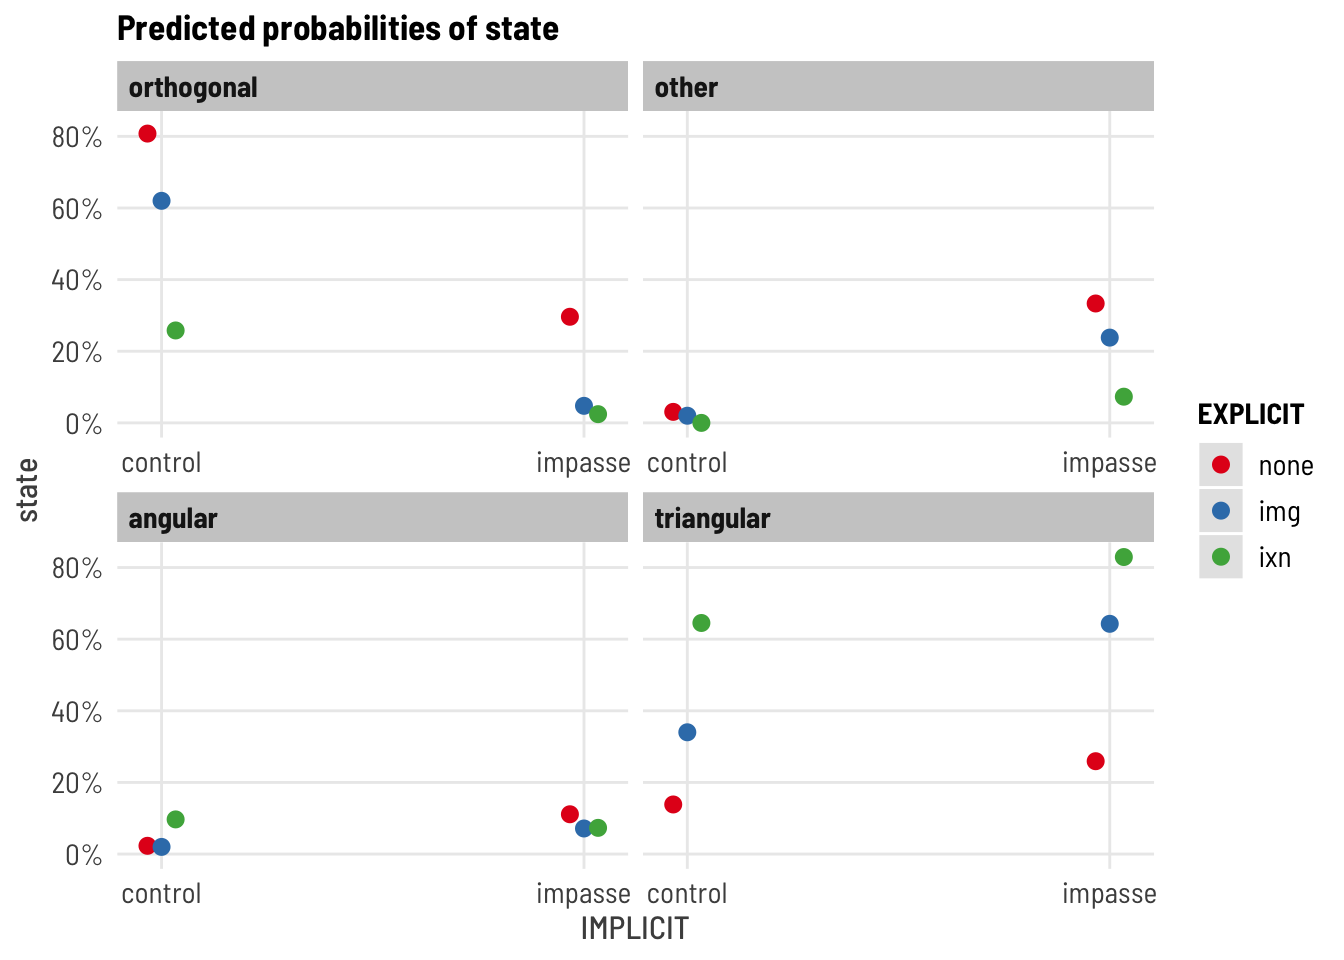 Predicted probabilities of state
orthogonal
other
80%
60%
40%
20%
0%
control
impasse
control
impasse
angular
triangular
80%
60%
40%
20%
0%
control
impasse
control
impasse
IMPLICIT
state
EXPLICIT
none
img
ixn